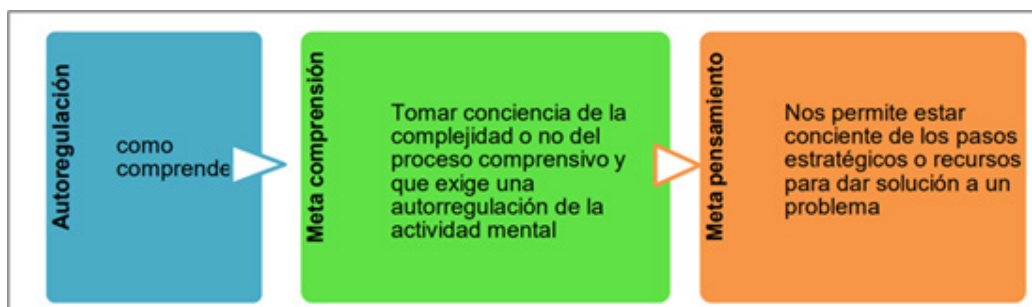 Autoregulación
como
comprende
Meta comprensión
Tomar conciencia de la
complejidad o no del
proceso comprensivo y
que exige una
autorregulación de la
actividad mental
Meta pensamiento
Nos permite estar
conciente de los pasos
estratégicos o recursos
para dar solución a un
problema